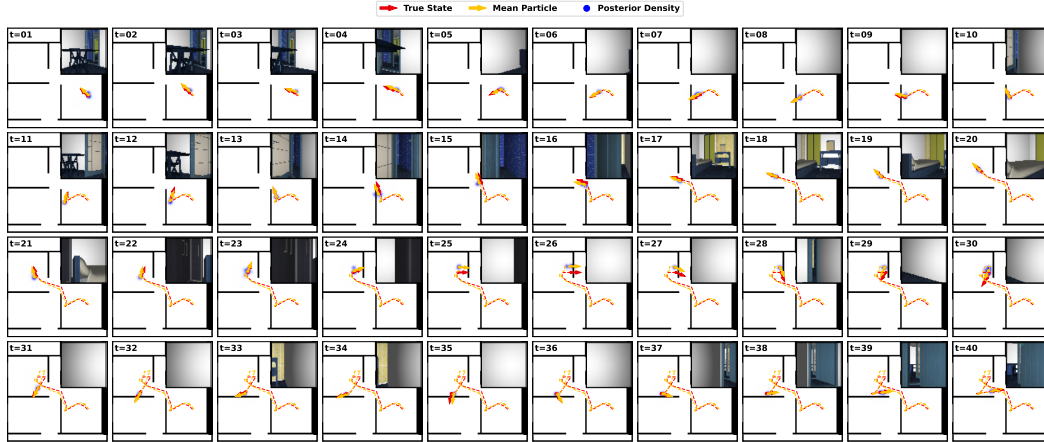 True State Mean Particle Posterior Density
t=01 t=02 t=03 t=04 t=05 t=06 t=07 t=08 t=09 t=10
t=11 t=12 t=13 t=14 t=15 t=16 t=17 t=18 t=19 t=20
t=21 t=22 t=23 t=24 t=25 t=26 t=27 t=28 t=29 t=30
t=31 t=32 t=33 t=34 t=35 t=36 t=37 t=38 t=39 t=40